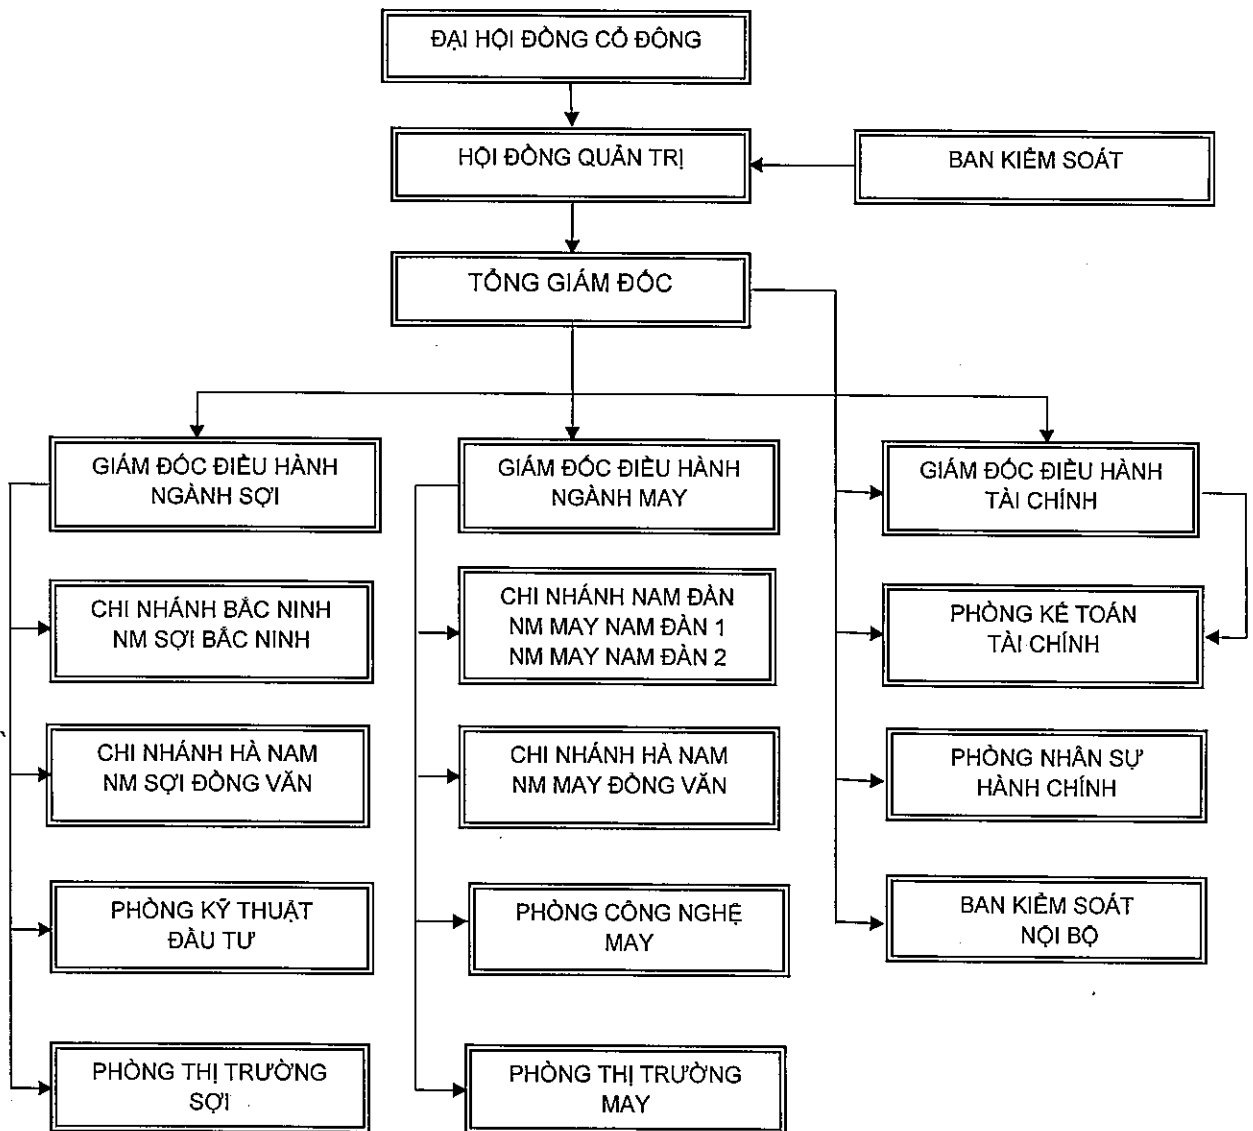 ĐẠI HỘI ĐỒNG CỔ ĐÔNG
HỘI ĐỒNG QUẢN TRỊ
BAN KIỂM SOÁT
TỔNG GIÁM ĐỐC
GIÁM ĐỐC ĐIỀU HÀNH
NGÀNH SỢI
GIÁM ĐỐC ĐIỀU HÀNH
NGÀNH MAY
GIÁM ĐỐC ĐIỀU HÀNH
TÀI CHÍNH
CHI NHÁNH BẮC NINH
NM SỢI BẮC NINH
CHI NHÁNH NAM ĐÀN
NM MAY NAM ĐÀN 1
NM MAY NAM ĐÀN 2
PHÒNG KẾ TOÁN
TÀI CHÍNH
CHI NHÁNH HÀ NAM
NM SỢI ĐỒNG VĂN
CHI NHÁNH HÀ NAM
NM MAY ĐỒNG VĂN
PHÒNG NHÂN SỰ
HÀNH CHÍNH
PHÒNG KỸ THUẬT
ĐẦU TƯ
PHÒNG CÔNG NGHỆ
MAY
BAN KIỂM SOÁT
NỘI BỘ
PHÒNG THỊ TRƯỜNG
SỢI
PHÒNG THỊ TRƯỜNG
MAY